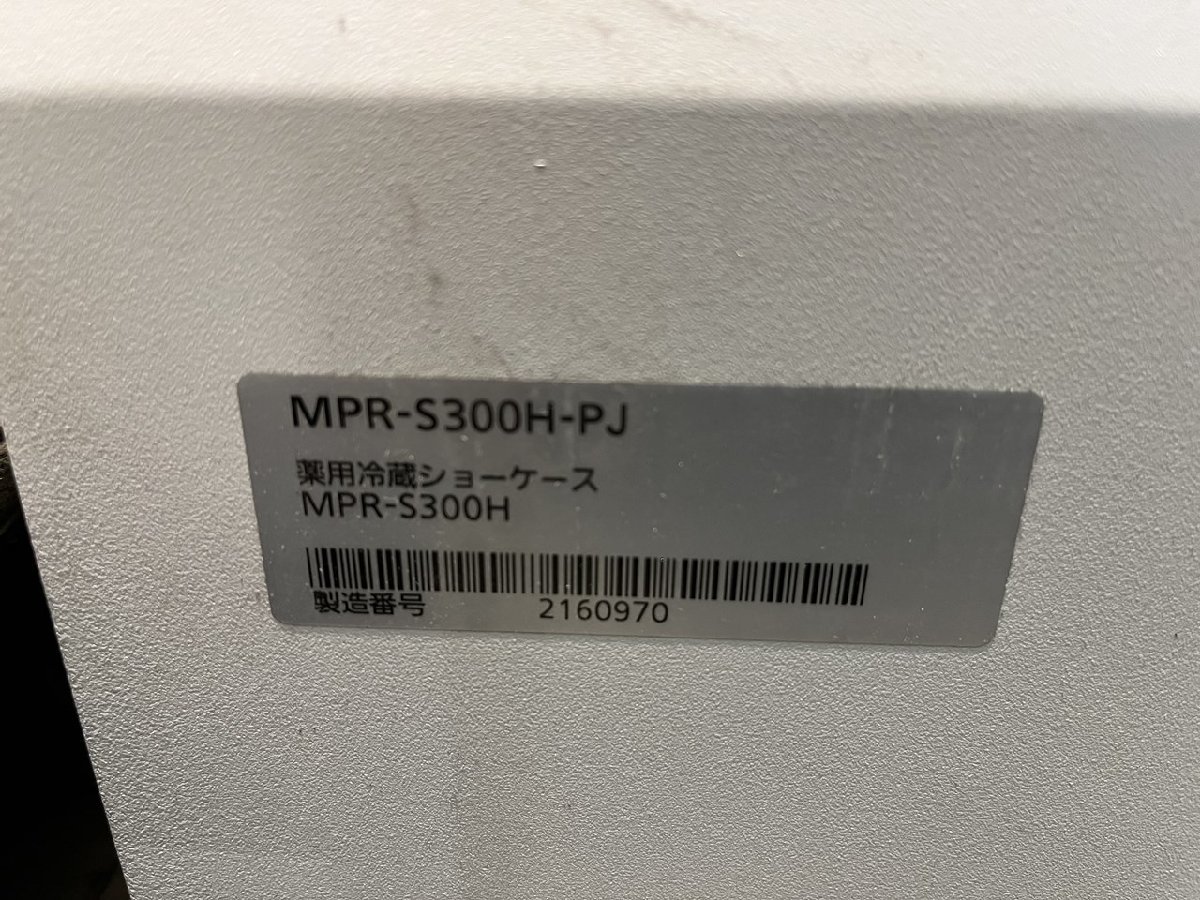 MPR-S300H-PJ
薬用冷蔵ショーケース
MPR-S300H
製造番号 2160970